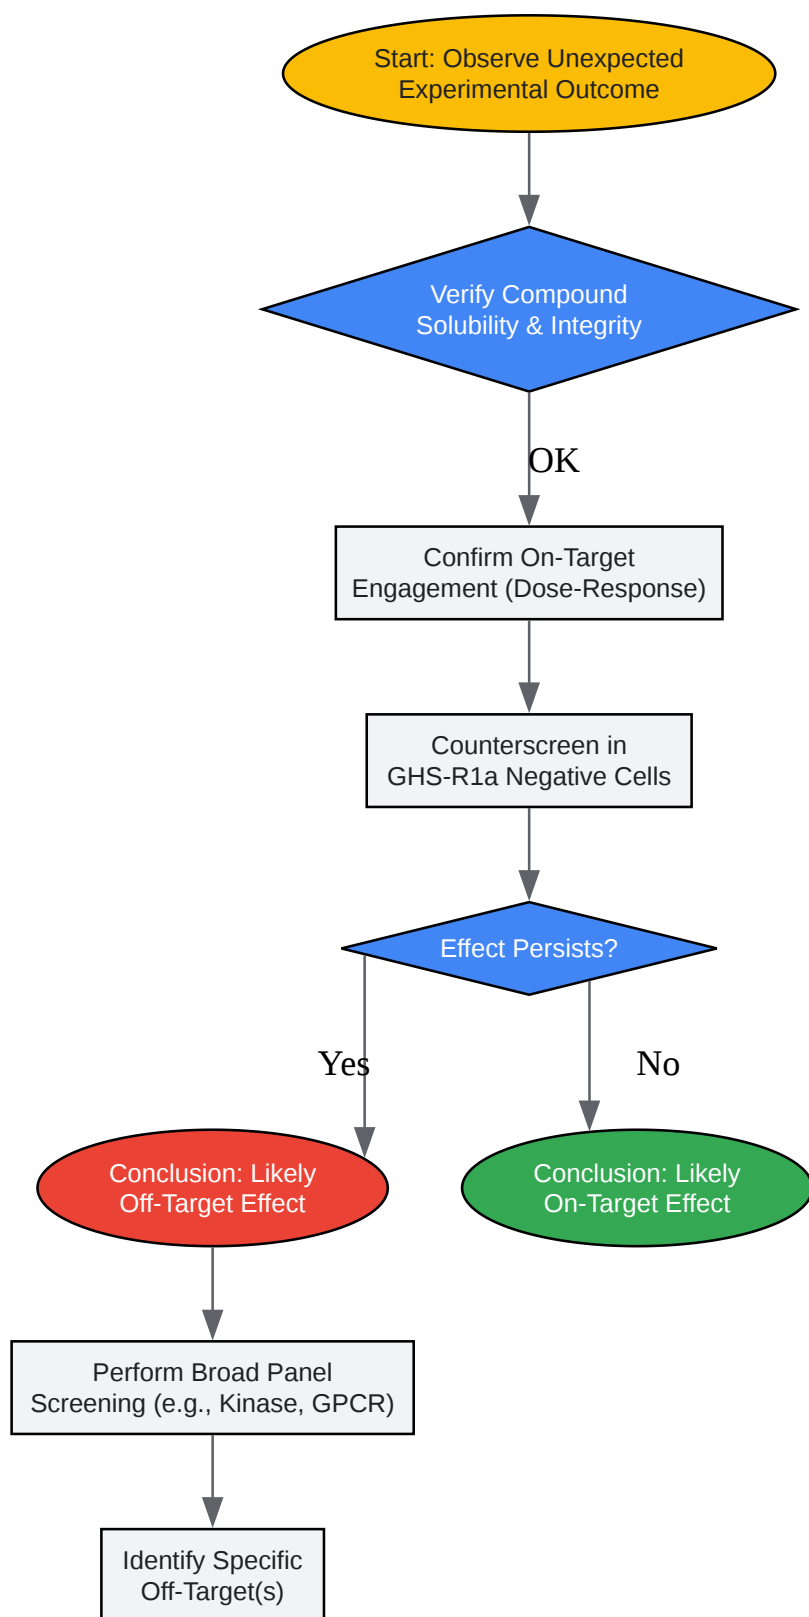 Start: Observe Unexpected
Experimental Outcome
Verify Compound
Solubility & Integrity
OK
Confirm On-Target
Engagement (Dose-Response)
Counterscreen in
GHS-R1a Negative Cells
Effect Persists?
Yes
No
Conclusion: Likely
Off-Target Effect
Conclusion: Likely
On-Target Effect
Perform Broad Panel
Screening (e.g., Kinase, GPCR)
Identify Specific
Off-Target(s)